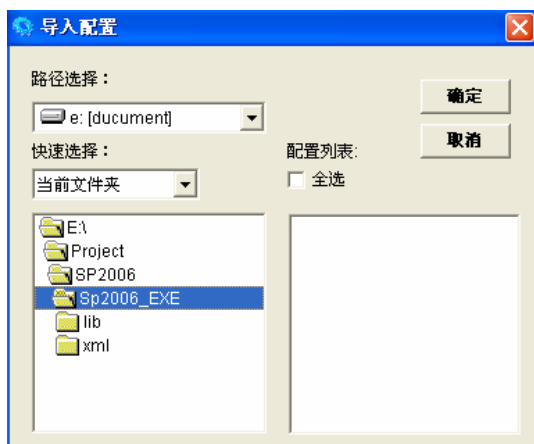 导入配置
路径选择：
e: [ducument]
确定
快速选择：
配置列表:
取消
当前文件夹
全选
E:\
Project
SP2006
Sp2006_EXE
lib
xml